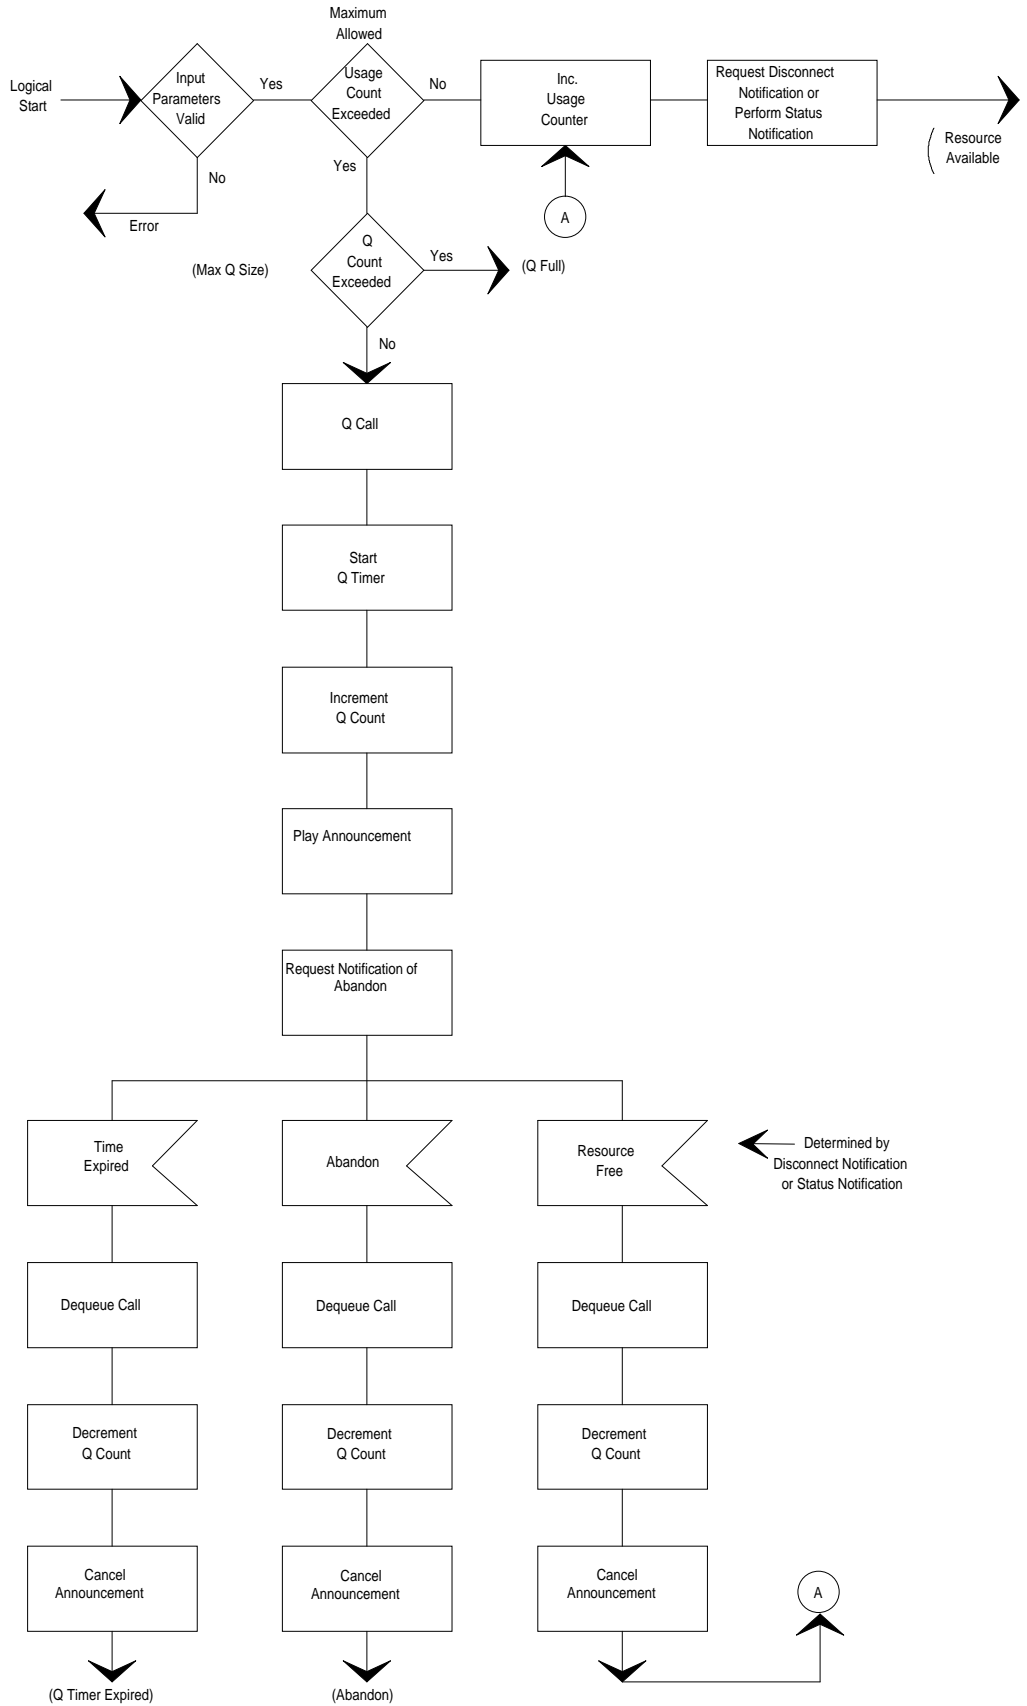 Maximum
Allowed
Logical
Start
Input
Parameters
Valid
Yes
Usage
Count
Exceeded
No
Inc.
Usage
Counter
Request Disconnect
Notification or
Perform Status
Notification
( Resource
Available
No
Error
Yes
A
(Max Q Size)
Q
Count
Exceeded
Yes
(Q Full)
No
Q Call
Start
Q Timer
Increment
Q Count
Play Announcement
Request Notification of
Abandon
Time
Expired
Abandon
Resource
Free
Determined by
Disconnect Notification
or Status Notification
Dequeue Call
Dequeue Call
Dequeue Call
Decrement
Q Count
Decrement
Q Count
Decrement
Q Count
Cancel
Announcement
Cancel
Announcement
Cancel
Announcement
A
(Q Timer Expired)
(Abandon)